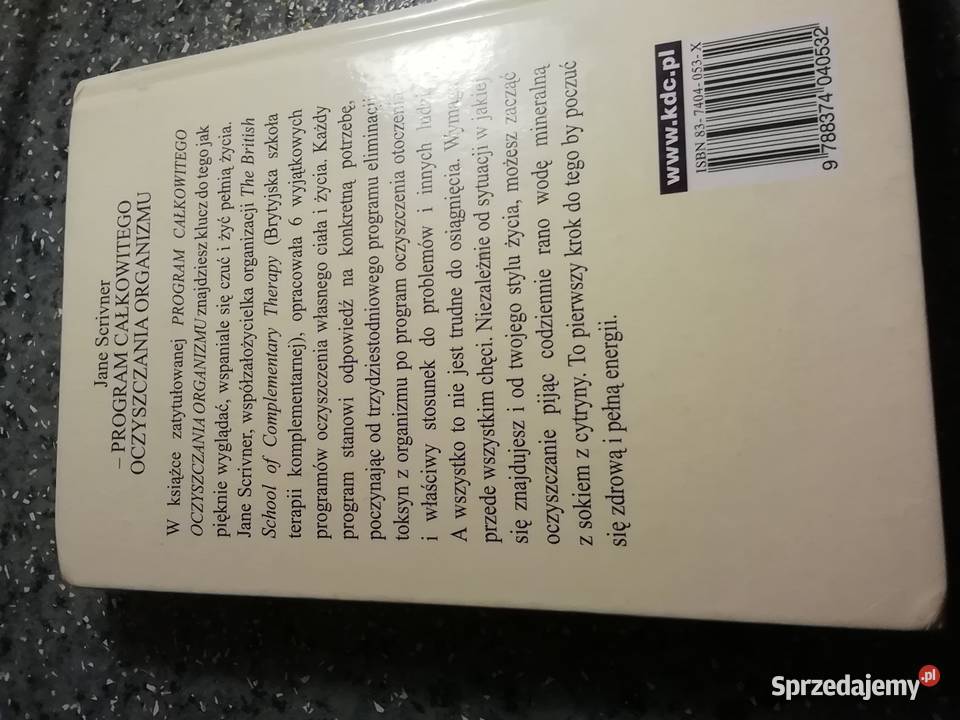 Jane Scrivner
– PROGRAM CAŁKOWITEGO
OCZYSZCZANIA ORGANIZMU
W książce zatytułowanej PROGRAM CAŁKOWITEGO
OCZYSZCZANIA ORGANIZMU znajdziesz klucz do tego jak
pięknie wyglądać, wspaniale się czuć i żyć pełnią życia.
Jane Scrivner, współzałożycielka organizacji The British
School of Complementary Therapy (Brytyjska szkoła
terapii komplementarnej), opracowała 6 wyjątkowych
programów oczyszczenia własnego ciała i życia. Każdy
program stanowi odpowiedź na konkretną potrzebę,
poczynając od trzydziestodniowego programu eliminacji
toksyn z organizmu po program oczyszczenia otoczenia
i właściwy stosunek do problemów i innych ludzi.
A wszystko to nie jest trudne do osiągnięcia. Wymaga
przede wszystkim chęci. Niezależnie od sytuacji w jakiej
się znajdujesz i od twojego stylu życia, możesz zacząć
oczyszczanie pijąc codziennie rano wodę mineralną
z sokiem z cytryny. To pierwszy krok do tego by poczuć
się zdrową i pełną energii.
www.kdc.pl
ISBN 83-7404-053-X
9 788374 040532
Sprzedajemy.pl